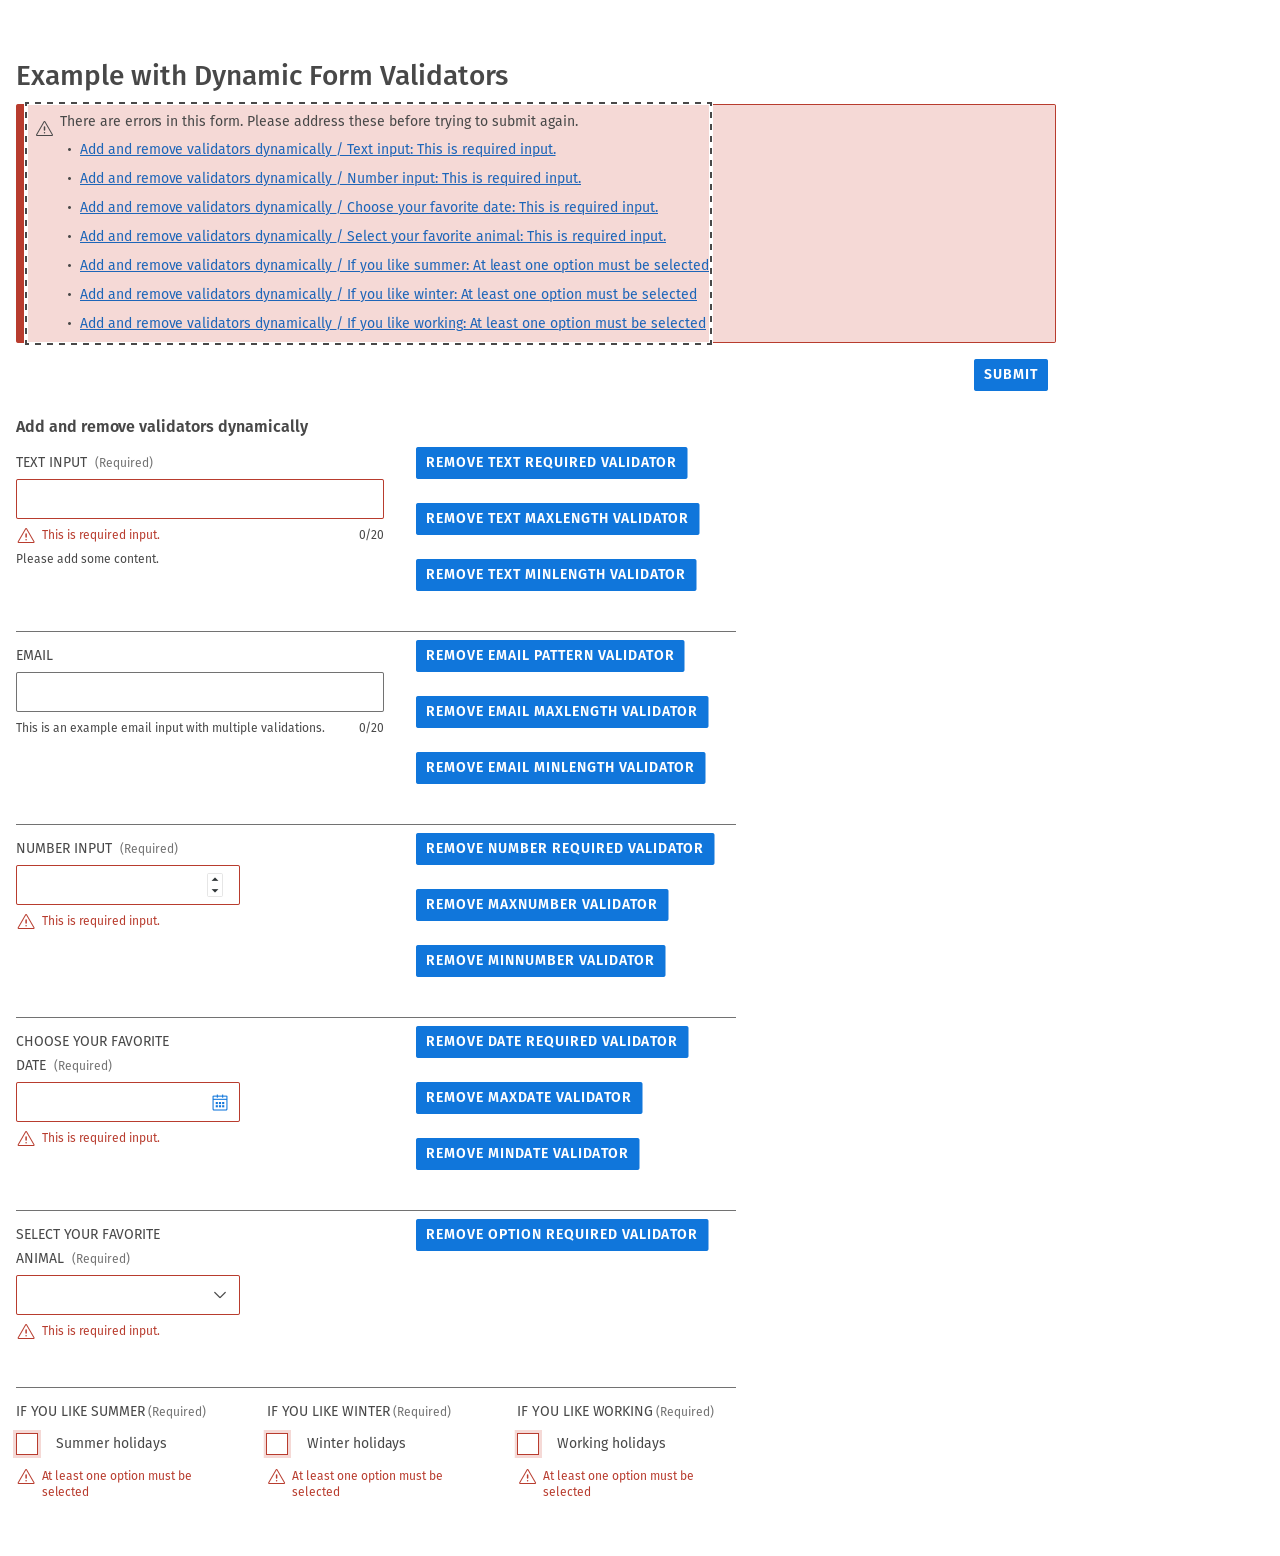 Example with Dynamic Form Validators
There are errors in this form. Please address these before trying to submit again.
Add and remove validators dynamically / Text input: This is required input.
Add and remove validators dynamically / Number input: This is required input.
Add and remove validators dynamically / Choose your favorite date: This is required input.
Add and remove validators dynamically / Select your favorite animal: This is required input.
Add and remove validators dynamically / If you like summer: At least one option must be selected
Add and remove validators dynamically / If you like winter: At least one option must be selected
Add and remove validators dynamically / If you like working: At least one option must be selected
SUBMIT
Add and remove validators dynamically
TEXT INPUT (Required)
This is required input.
0/20
Please add some content.
REMOVE TEXT REQUIRED VALIDATOR
REMOVE TEXT MAXLENGTH VALIDATOR
REMOVE TEXT MINLENGTH VALIDATOR
EMAIL
This is an example email input with multiple validations.
0/20
REMOVE EMAIL PATTERN VALIDATOR
REMOVE EMAIL MAXLENGTH VALIDATOR
REMOVE EMAIL MINLENGTH VALIDATOR
NUMBER INPUT (Required)
This is required input.
REMOVE NUMBER REQUIRED VALIDATOR
REMOVE MAXNUMBER VALIDATOR
REMOVE MINNUMBER VALIDATOR
CHOOSE YOUR FAVORITE
DATE (Required)
This is required input.
REMOVE DATE REQUIRED VALIDATOR
REMOVE MAXDATE VALIDATOR
REMOVE MINDATE VALIDATOR
SELECT YOUR FAVORITE
ANIMAL (Required)
This is required input.
REMOVE OPTION REQUIRED VALIDATOR
IF YOU LIKE SUMMER (Required)
Summer holidays
At least one option must be
selected
IF YOU LIKE WINTER (Required)
Winter holidays
At least one option must be
selected
IF YOU LIKE WORKING (Required)
Working holidays
At least one option must be
selected